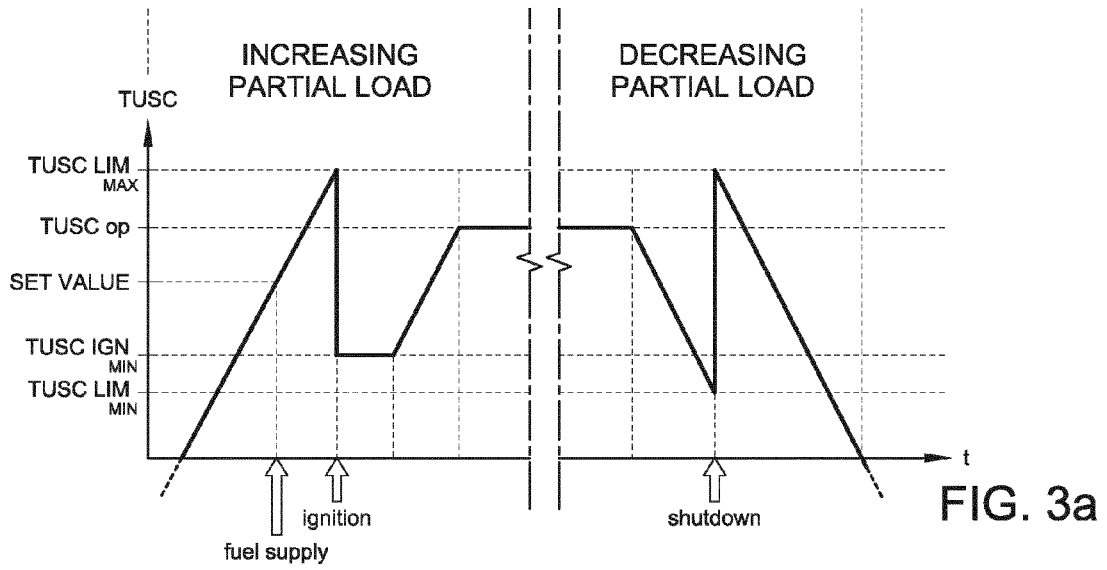 INCREASING
PARTIAL LOAD
DECREASING
PARTIAL LOAD
TUSC
TUSC LIM
MAX
TUSC op
SET VALUE
TUSC IGN
MIN
TUSC LIM
MIN
t
ignition
shutdown
fuel supply
FIG. 3a